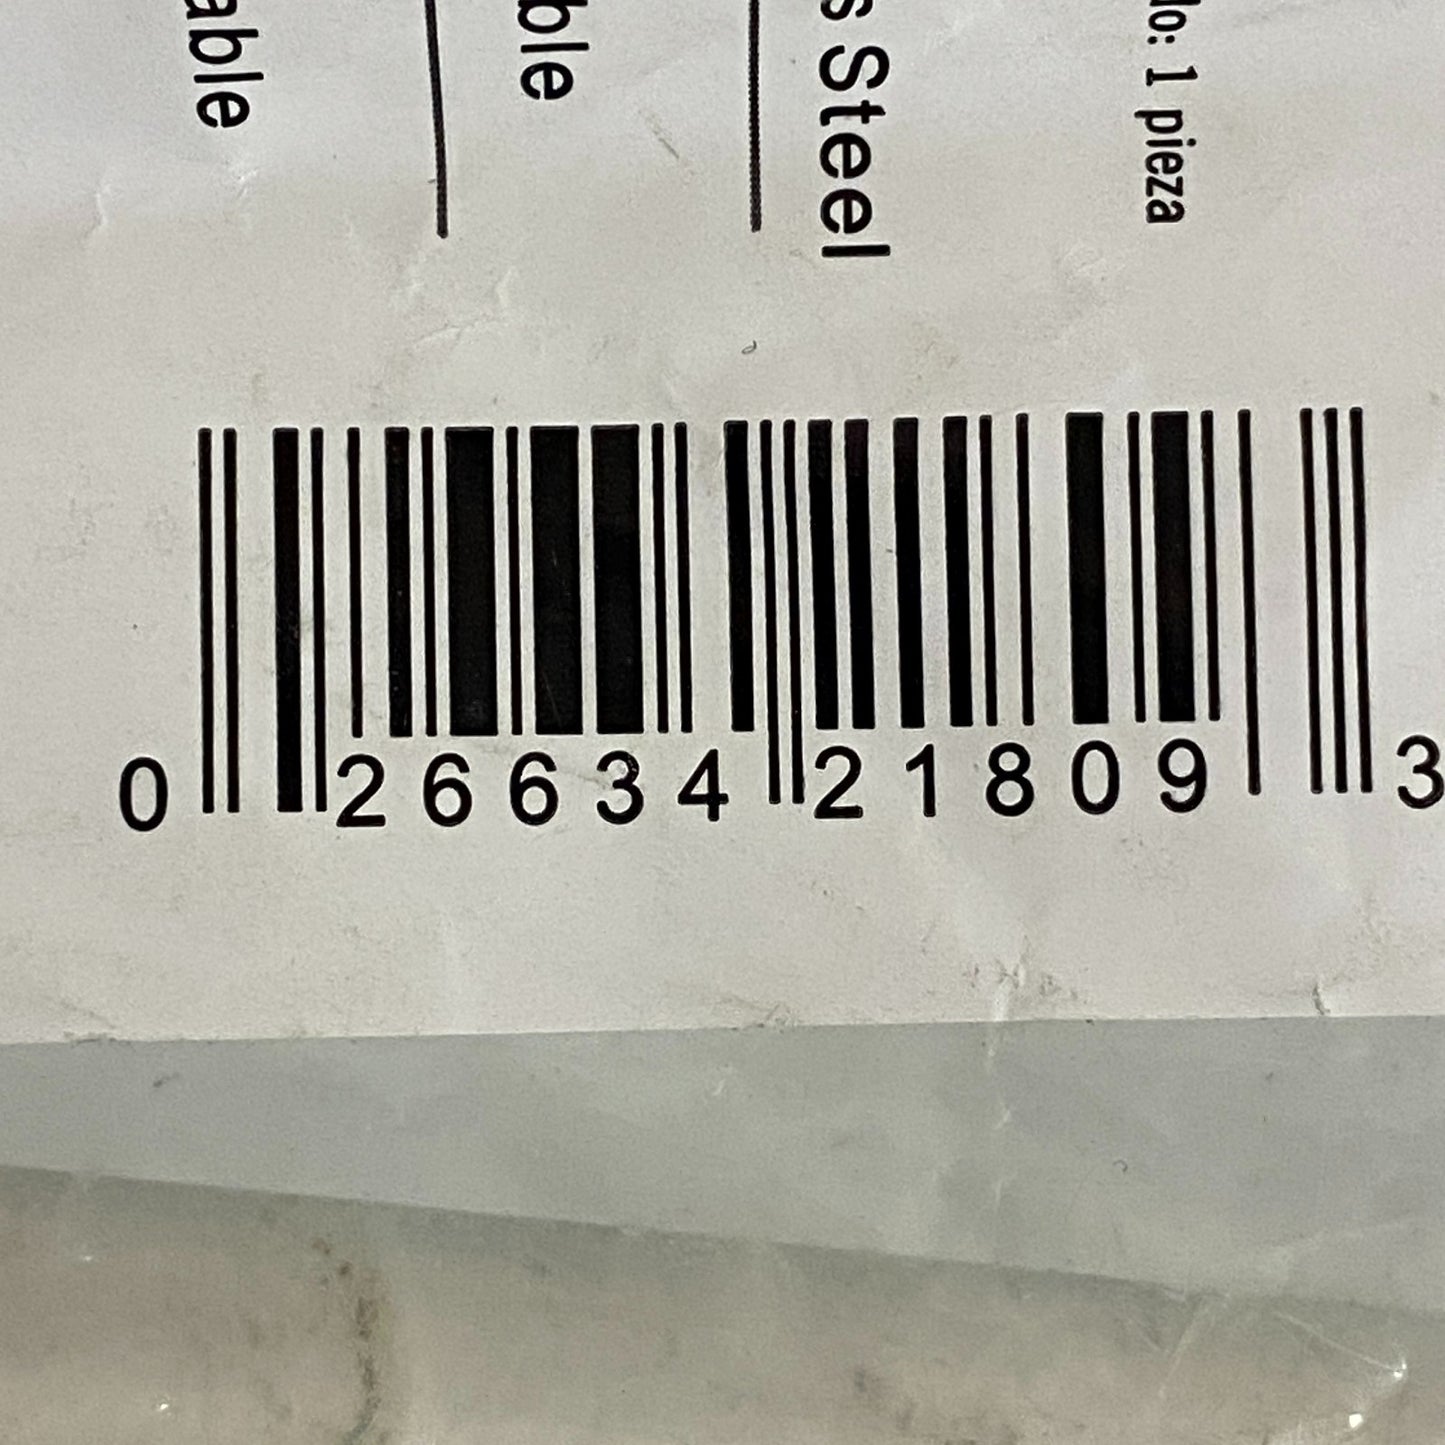 able
ble
s Steel
lo: 1 pieza
0 26634 21809 3